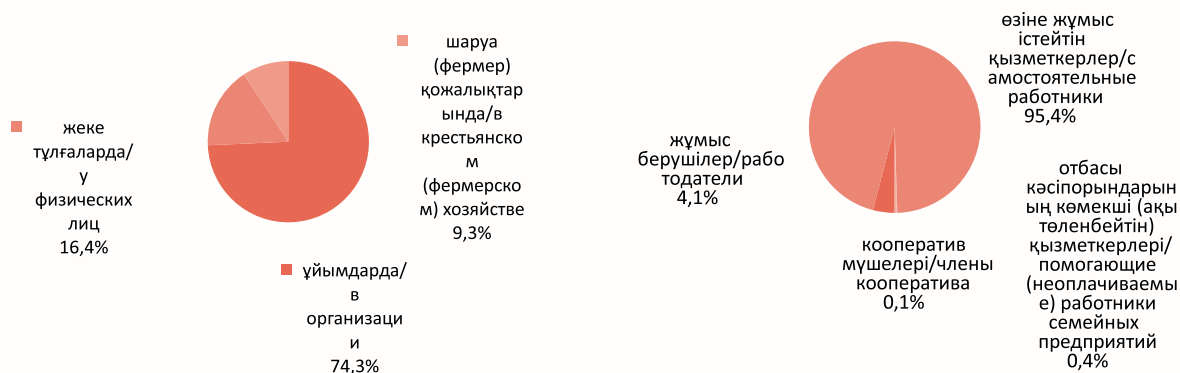 шаруа
(фермер)
қожалықтар
ында/в
крестьянско
м
(фермерско
м) хозяйстве
9,3%
жеке
тұлғаларда/
у
физических
лиц
16,4%
ұйымдарда/
в
организаци
и
74,3%
өзіне жұмыс
істейтін
қызметкерлер/с
амостоятельные
работники
95,4%
жұмыс
берушілер/рабо
тодатели
4,1%
кооператив
мүшелері/члены
кооператива
0,1%
отбасы
кәсіпорындарын
ың көмекші (ақы
төленбейтін)
қызметкерлері/
помогающие
(неоплачиваемы
е) работники
семейных
предприятий
0,4%